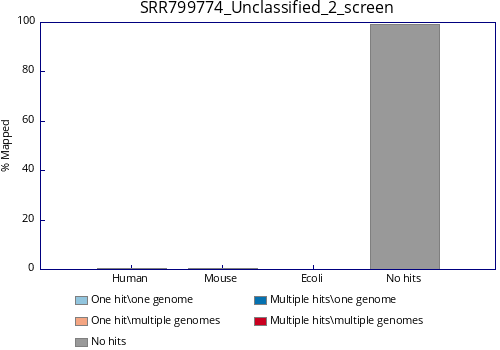 SRR799774_Unclassified_2_screen
100
80
60
40
20
0
% Mapped
Human Mouse Ecoli No hits
One hit\one genome Multiple hits\one genome
One hit\multiple genomes Multiple hits\multiple genomes
No hits